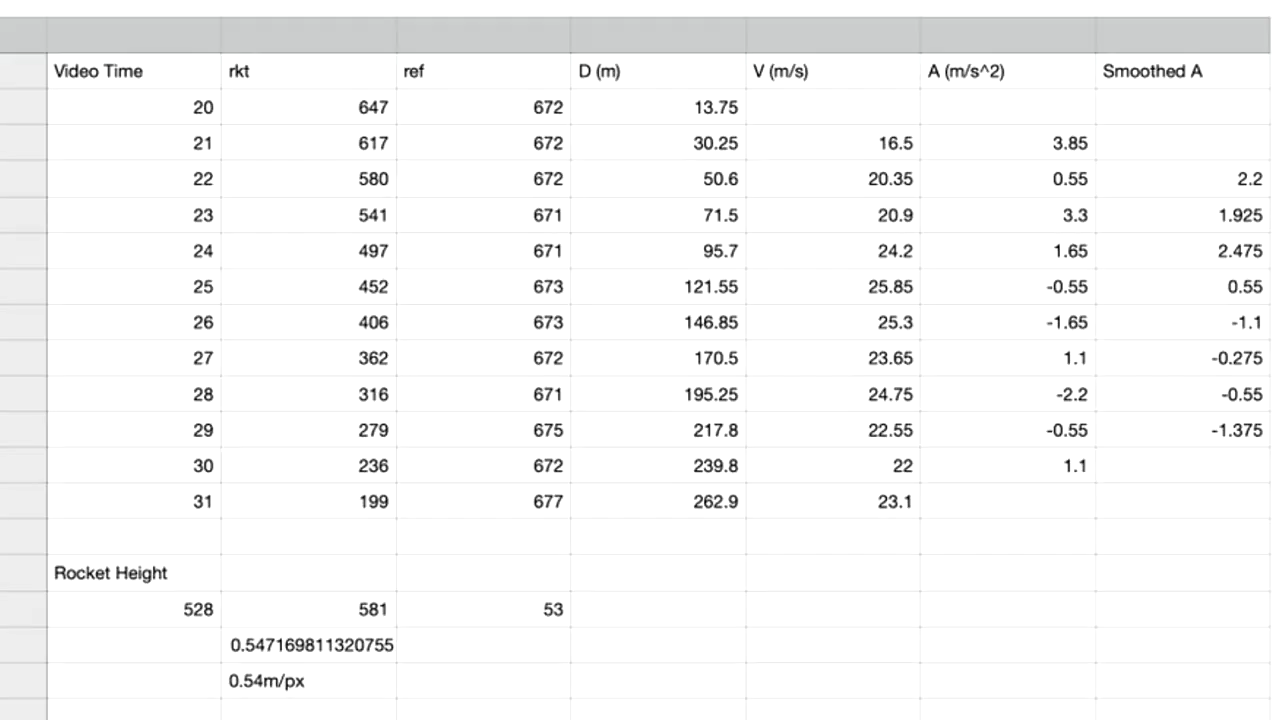 Video Time rkt ref D (m) V (m/s) A (m/s^2) Smoothed A
20 647 672 13.75
21 617 672 30.25 16.5 3.85
22 580 672 50.6 20.35 0.55 2.2
23 541 671 71.5 20.9 3.3 1.925
24 497 671 95.7 24.2 1.65 2.475
25 452 673 121.55 25.85 -0.55 0.55
26 406 673 146.85 25.3 -1.65 -1.1
27 362 672 170.5 23.65 1.1 -0.275
28 316 671 195.25 24.75 -2.2 -0.55
29 279 675 217.8 22.55 -0.55 -1.375
30 236 672 239.8 22 1.1
31 199 677 262.9 23.1
Rocket Height
528 581 53
0.547169811320755
0.54m/px